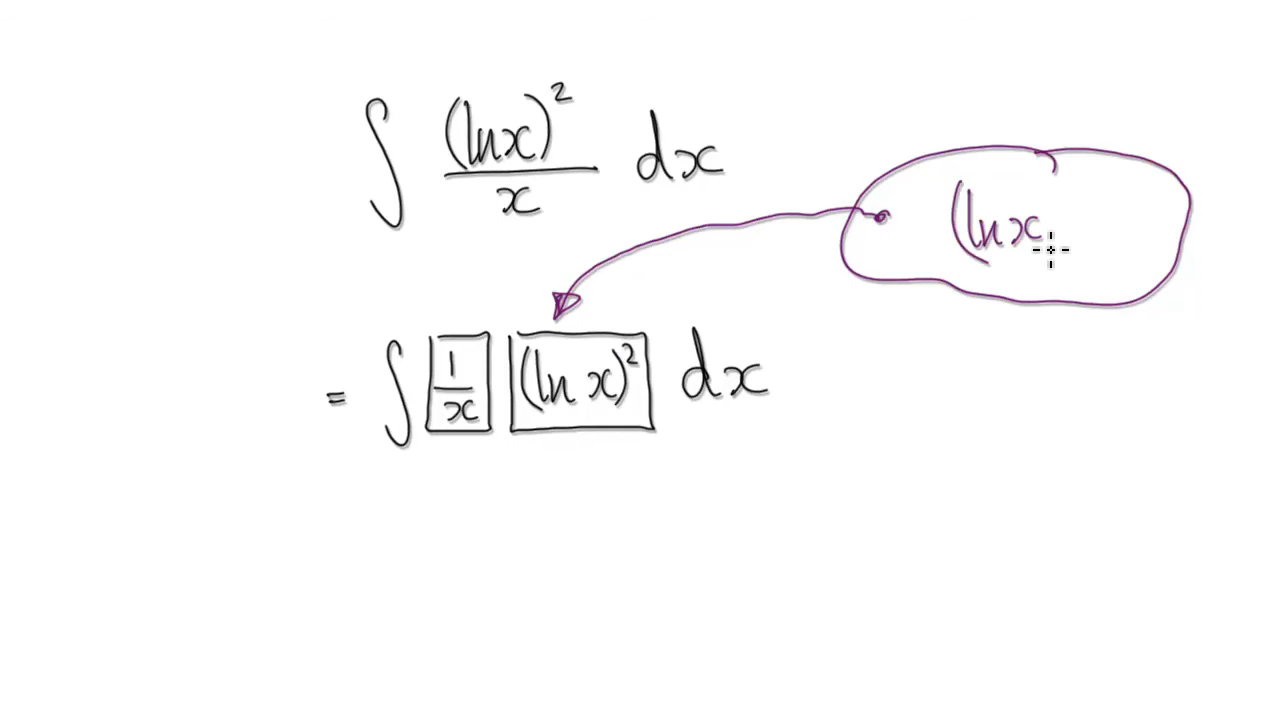 ∫ (ln x)² / x dx
(ln x
= ∫ 1/x (ln x)² dx